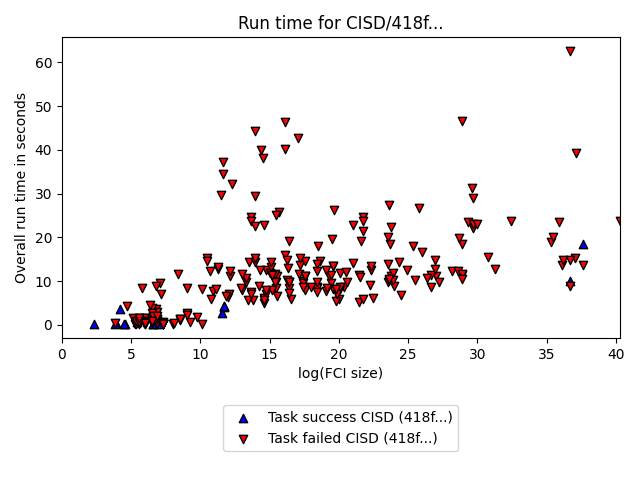 Run time for CISD/418f...
Overall run time in seconds
60
50
40
30
20
10
0
0 5 10 15 20 25 30 35 40
log(FCI size)
Task success CISD (418f...)
Task failed CISD (418f...)